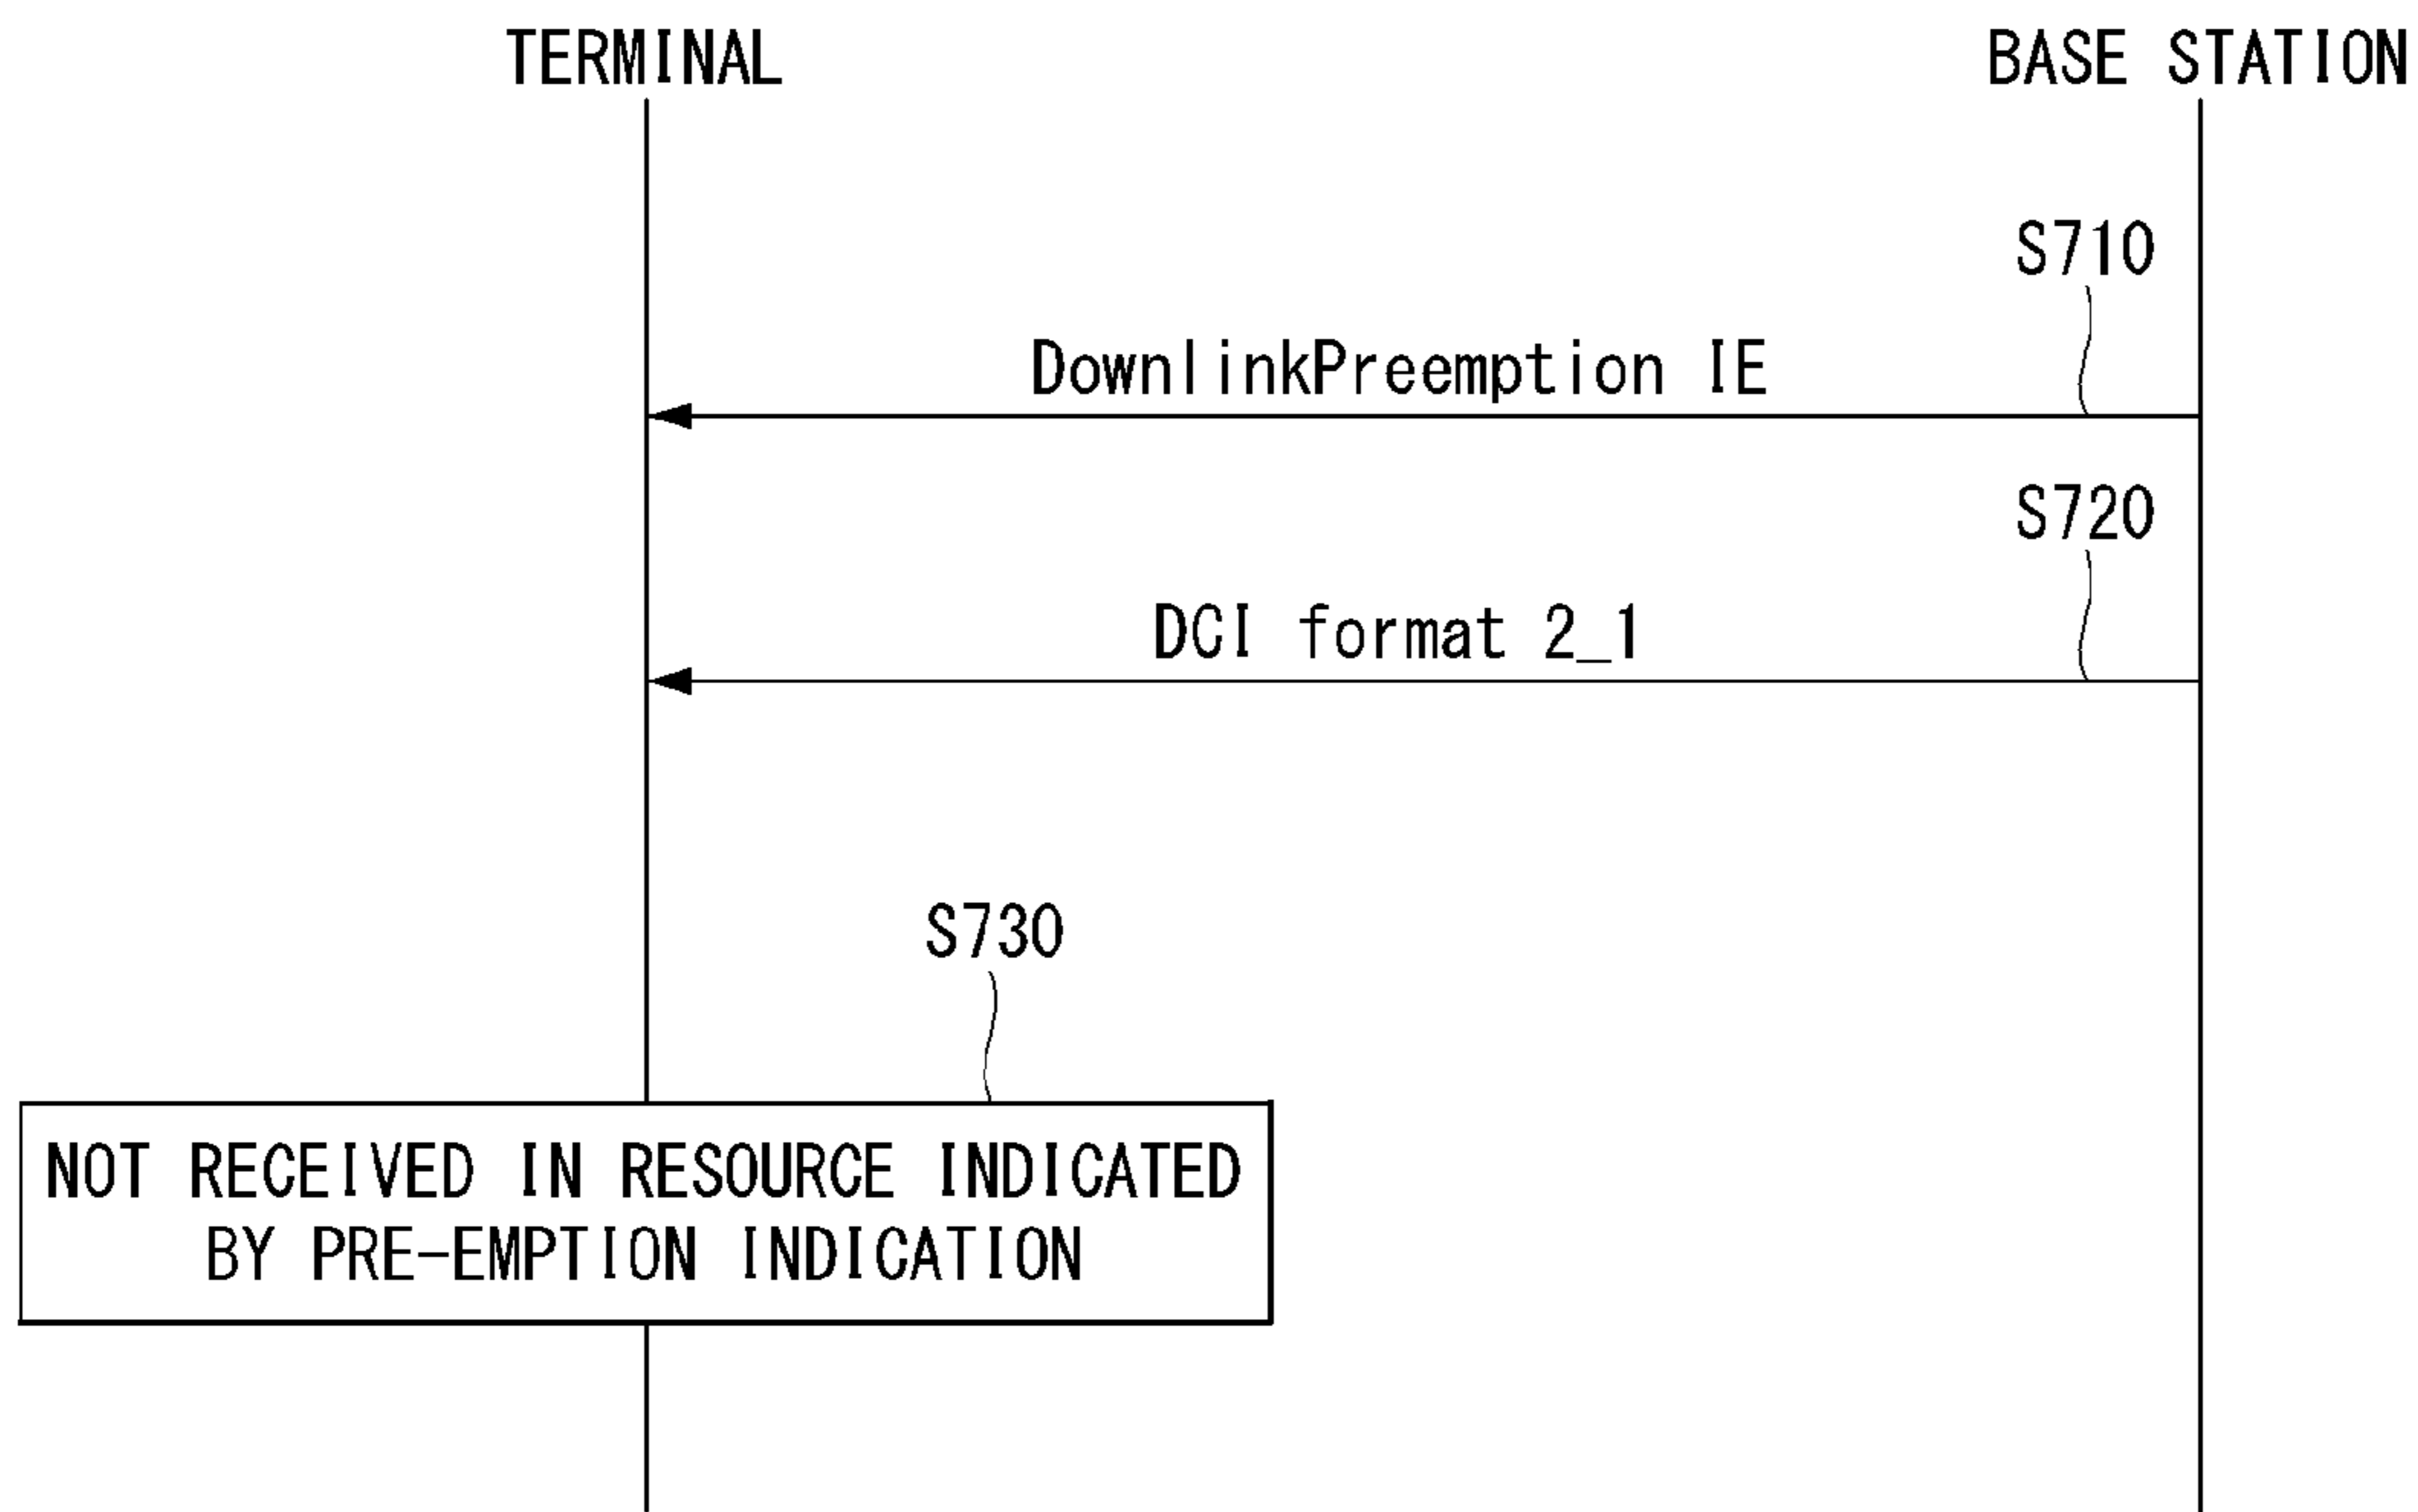 TERMINAL
BASE STATION
S710
DownlinkPreemption IE
S720
DCI format 2_1
S730
NOT RECEIVED IN RESOURCE INDICATED
BY PRE-EMPTION INDICATION